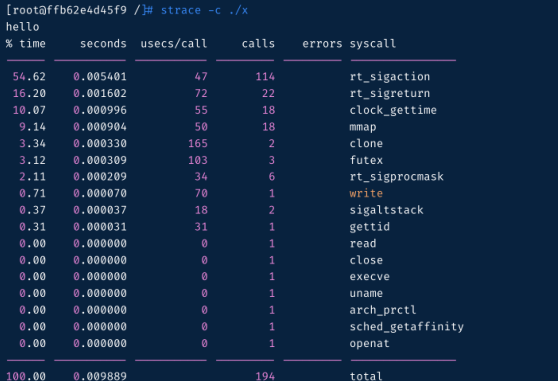 [root@ffb62e4d45f9 /]# strace -c ./x
hello
% time     seconds  usecs/call     calls    errors syscall
------ ----------- ----------- --------- --------- ----------------
 54.62    0.005401          47       114           rt_sigaction
 16.20    0.001602          72        22           rt_sigreturn
 10.07    0.000996          55        18           clock_gettime
  9.14    0.000904          50        18           mmap
  3.34    0.000330         165         2           clone
  3.12    0.000309         103         3           futex
  2.11    0.000209          34         6           rt_sigprocmask
  0.71    0.000070          70         1           write
  0.37    0.000037          18         2           sigaltstack
  0.31    0.000031          31         1           gettid
  0.00    0.000000           0         1           read
  0.00    0.000000           0         1           close
  0.00    0.000000           0         1           execve
  0.00    0.000000           0         1           uname
  0.00    0.000000           0         1           arch_prctl
  0.00    0.000000           0         1           sched_getaffinity
  0.00    0.000000           0         1           openat
------ ----------- ----------- --------- --------- ----------------
100.00    0.009889                   194           total